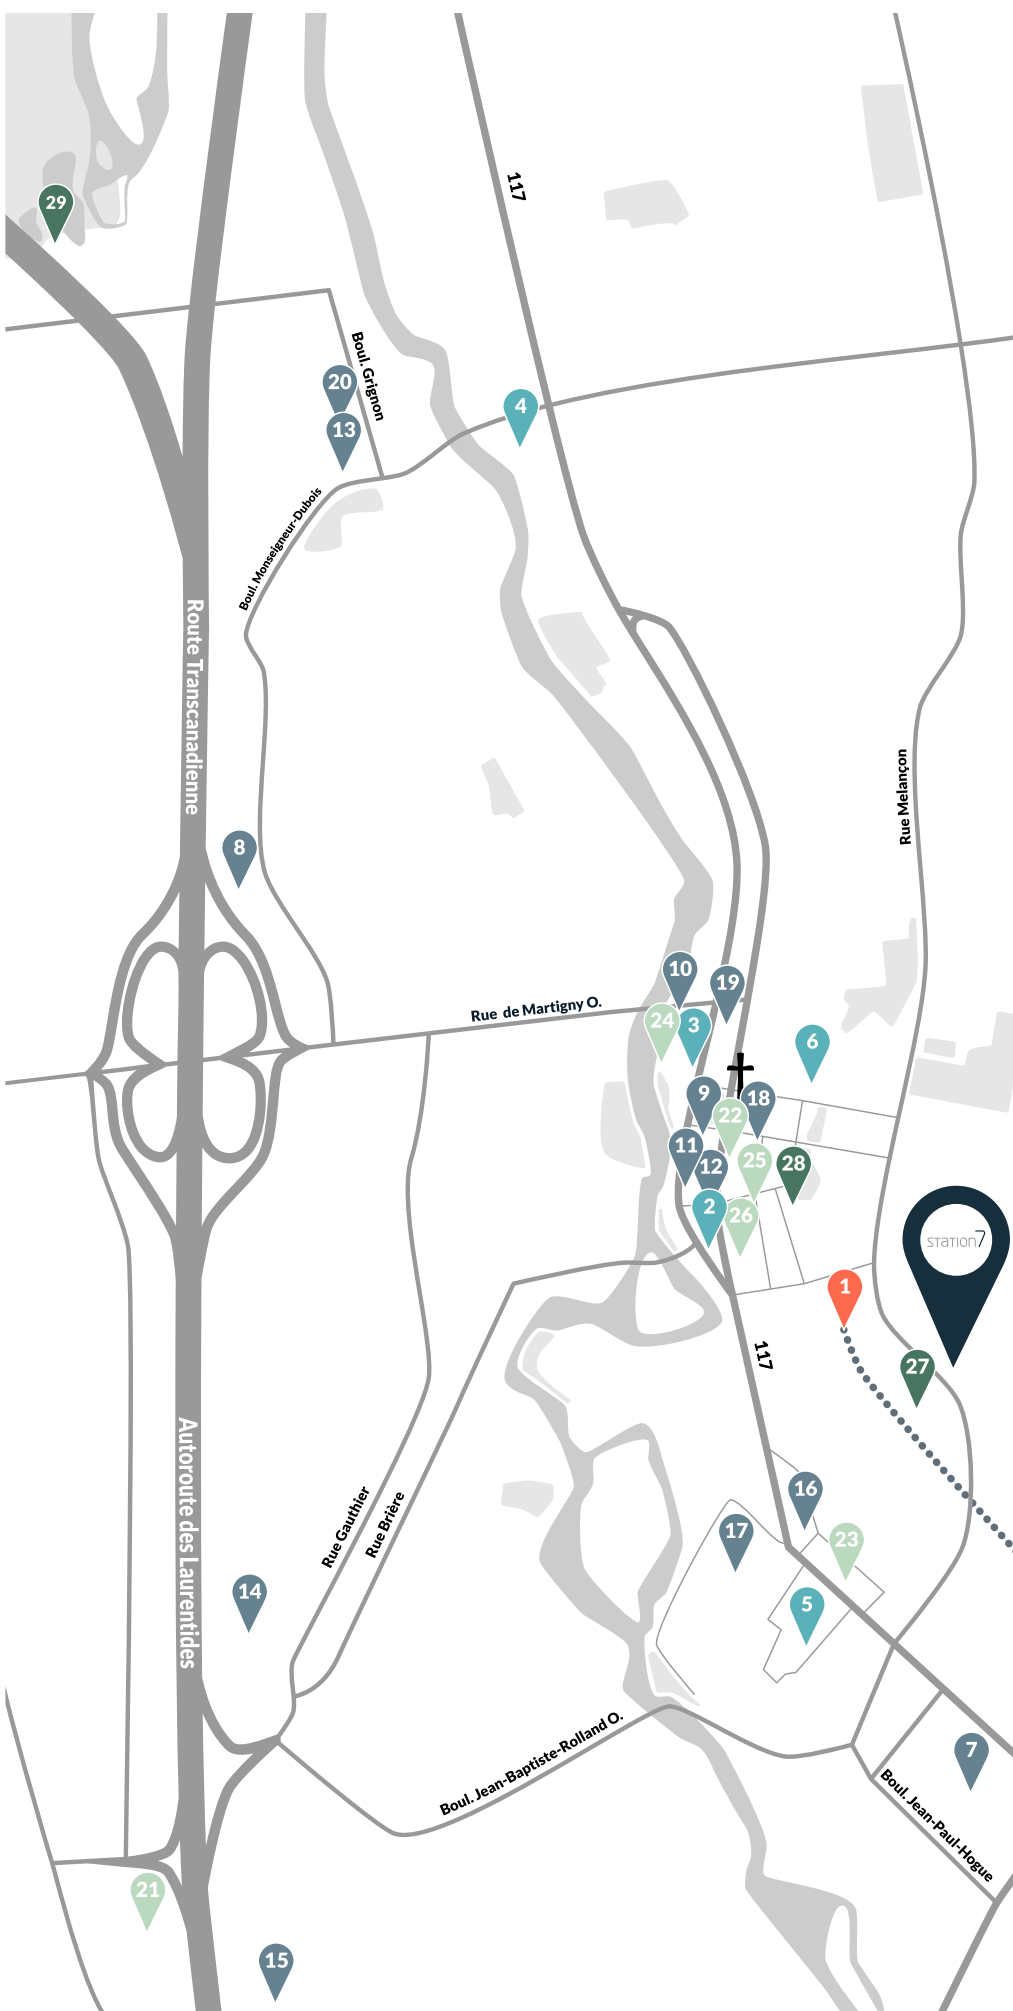 117
29
Boul. Grignon
20
4
13
Boul. Monseigneur-Dubois
Route Transcanadienne
Rue Melançon
8
10
19
Rue de Martigny O.
24
3
6
9
18
22
11
25
28
12
2
26
STATION7
1
117
27
Autoroute des Laurentides
Rue Gauthier
Rue Brière
16
17
23
14
5
Boul. Jean-Baptiste-Rolland O.
7
Boul. Jean-Paul-Hogue
21
15